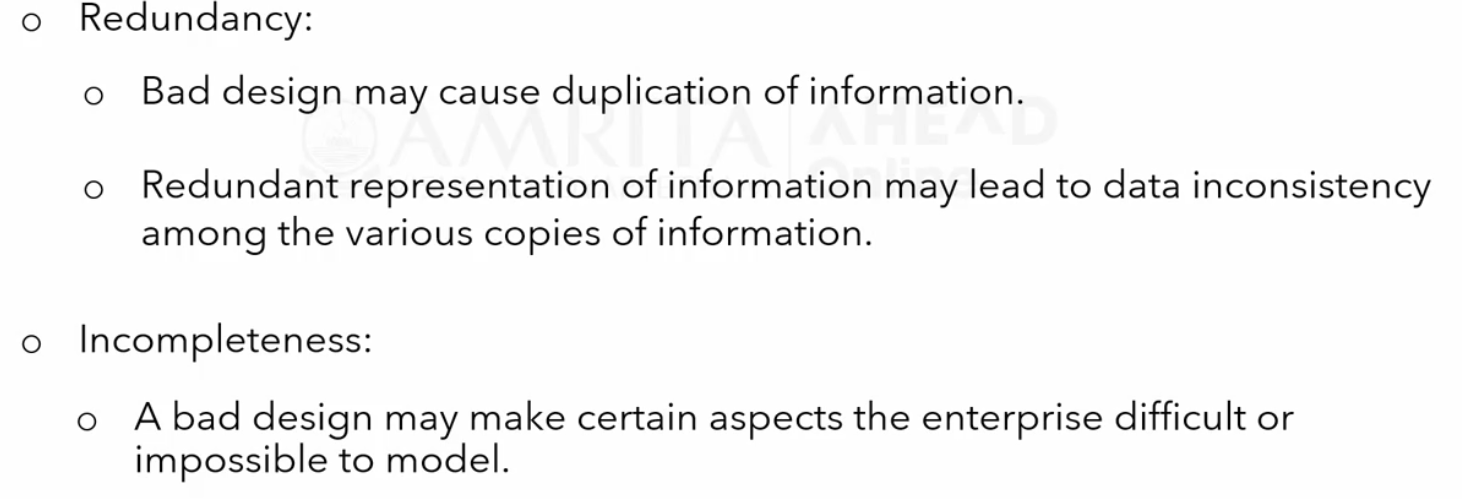 o Redundancy:
o Bad design may cause duplication of information.
AMRITA AHEAD
Online
o Redundant representation of information may lead to data inconsistency
among the various copies of information.
o Incompleteness:
o A bad design may make certain aspects the enterprise difficult or
impossible to model.